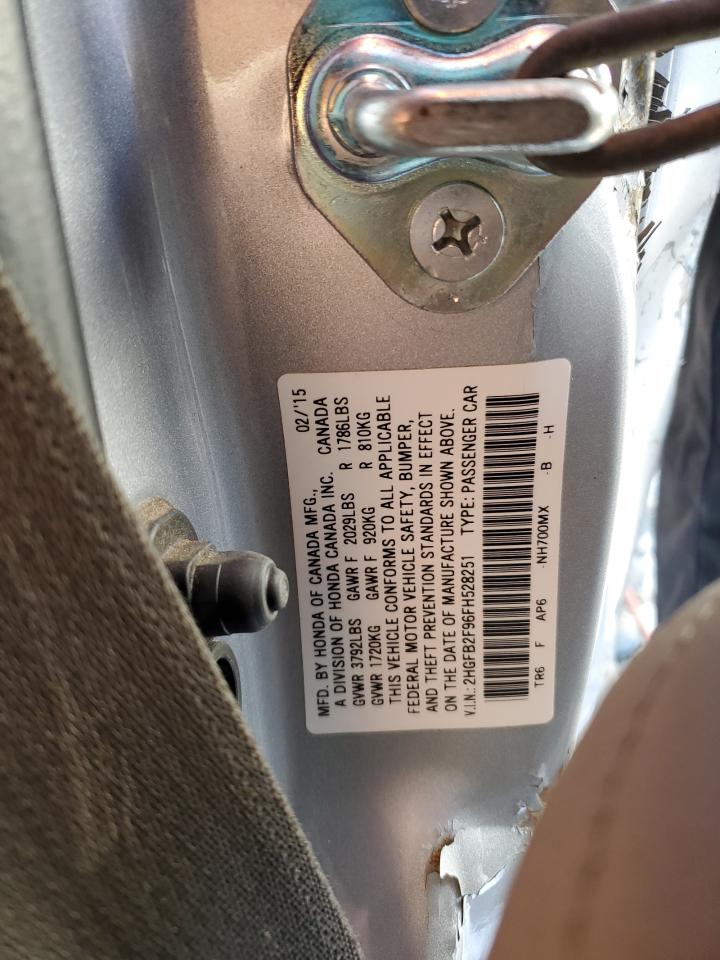 MFD. BY HONDA OF CANADA MFG., 02/'15
A DIVISION OF HONDA CANADA INC. CANADA
GVWR 3792LBS GAWR F 2029LBS R 1786LBS
GVWR 1720KG GAWR F 920KG R 810KG
THIS VEHICLE CONFORMS TO ALL APPLICABLE
FEDERAL MOTOR VEHICLE SAFETY, BUMPER,
AND THEFT PREVENTION STANDARDS IN EFFECT
ON THE DATE OF MANUFACTURE SHOWN ABOVE.
V.I.N.: 2HGFB2F96FH528251 TYPE: PASSENGER CAR
TR6 F AP6 ·NH700MX ·B ·H